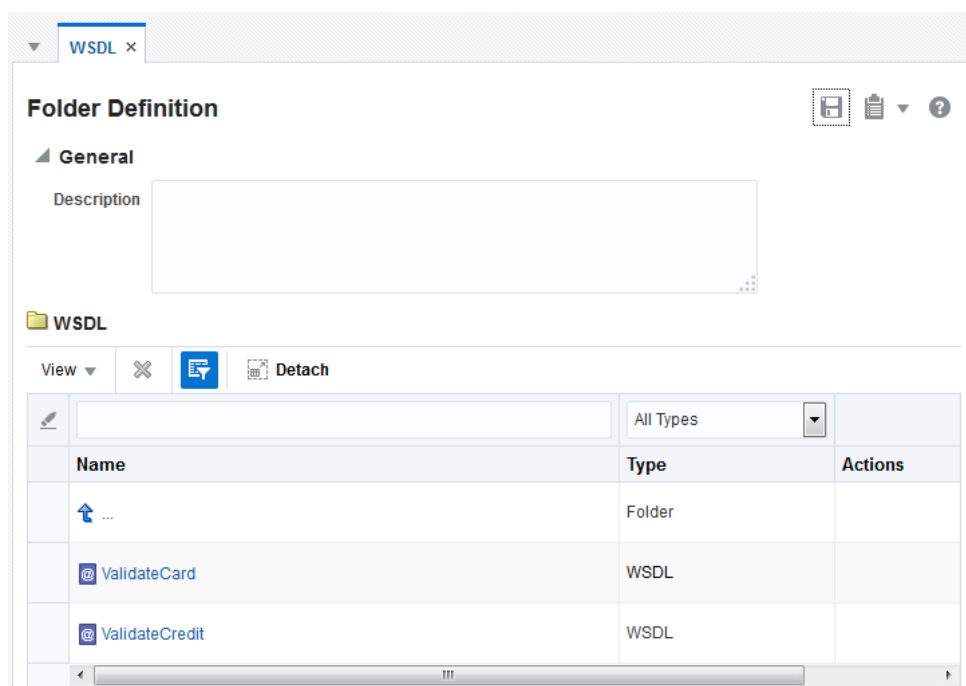 WSDL ×
Folder Definition
General
Description
WSDL
View
Detach
All Types
Name Type Actions
... Folder
@ ValidateCard WSDL
@ ValidateCredit WSDL